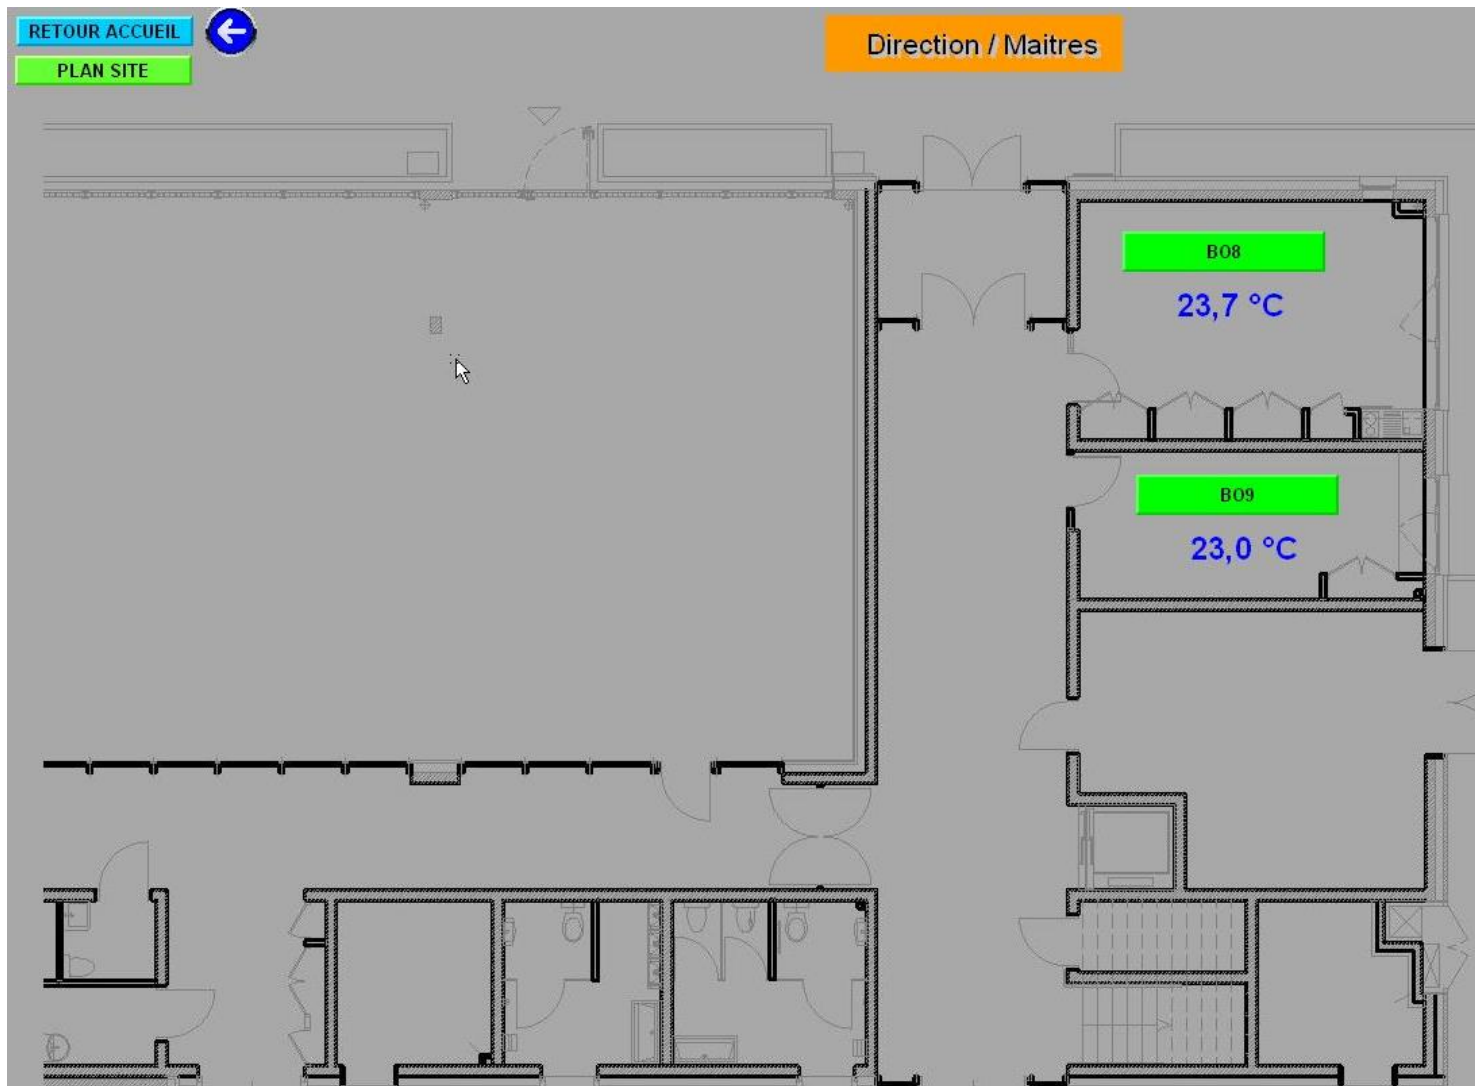 RETOUR ACCUEIL
Direction / Maitres
PLAN SITE
B08
23,7 °C
B09
23,0 °C